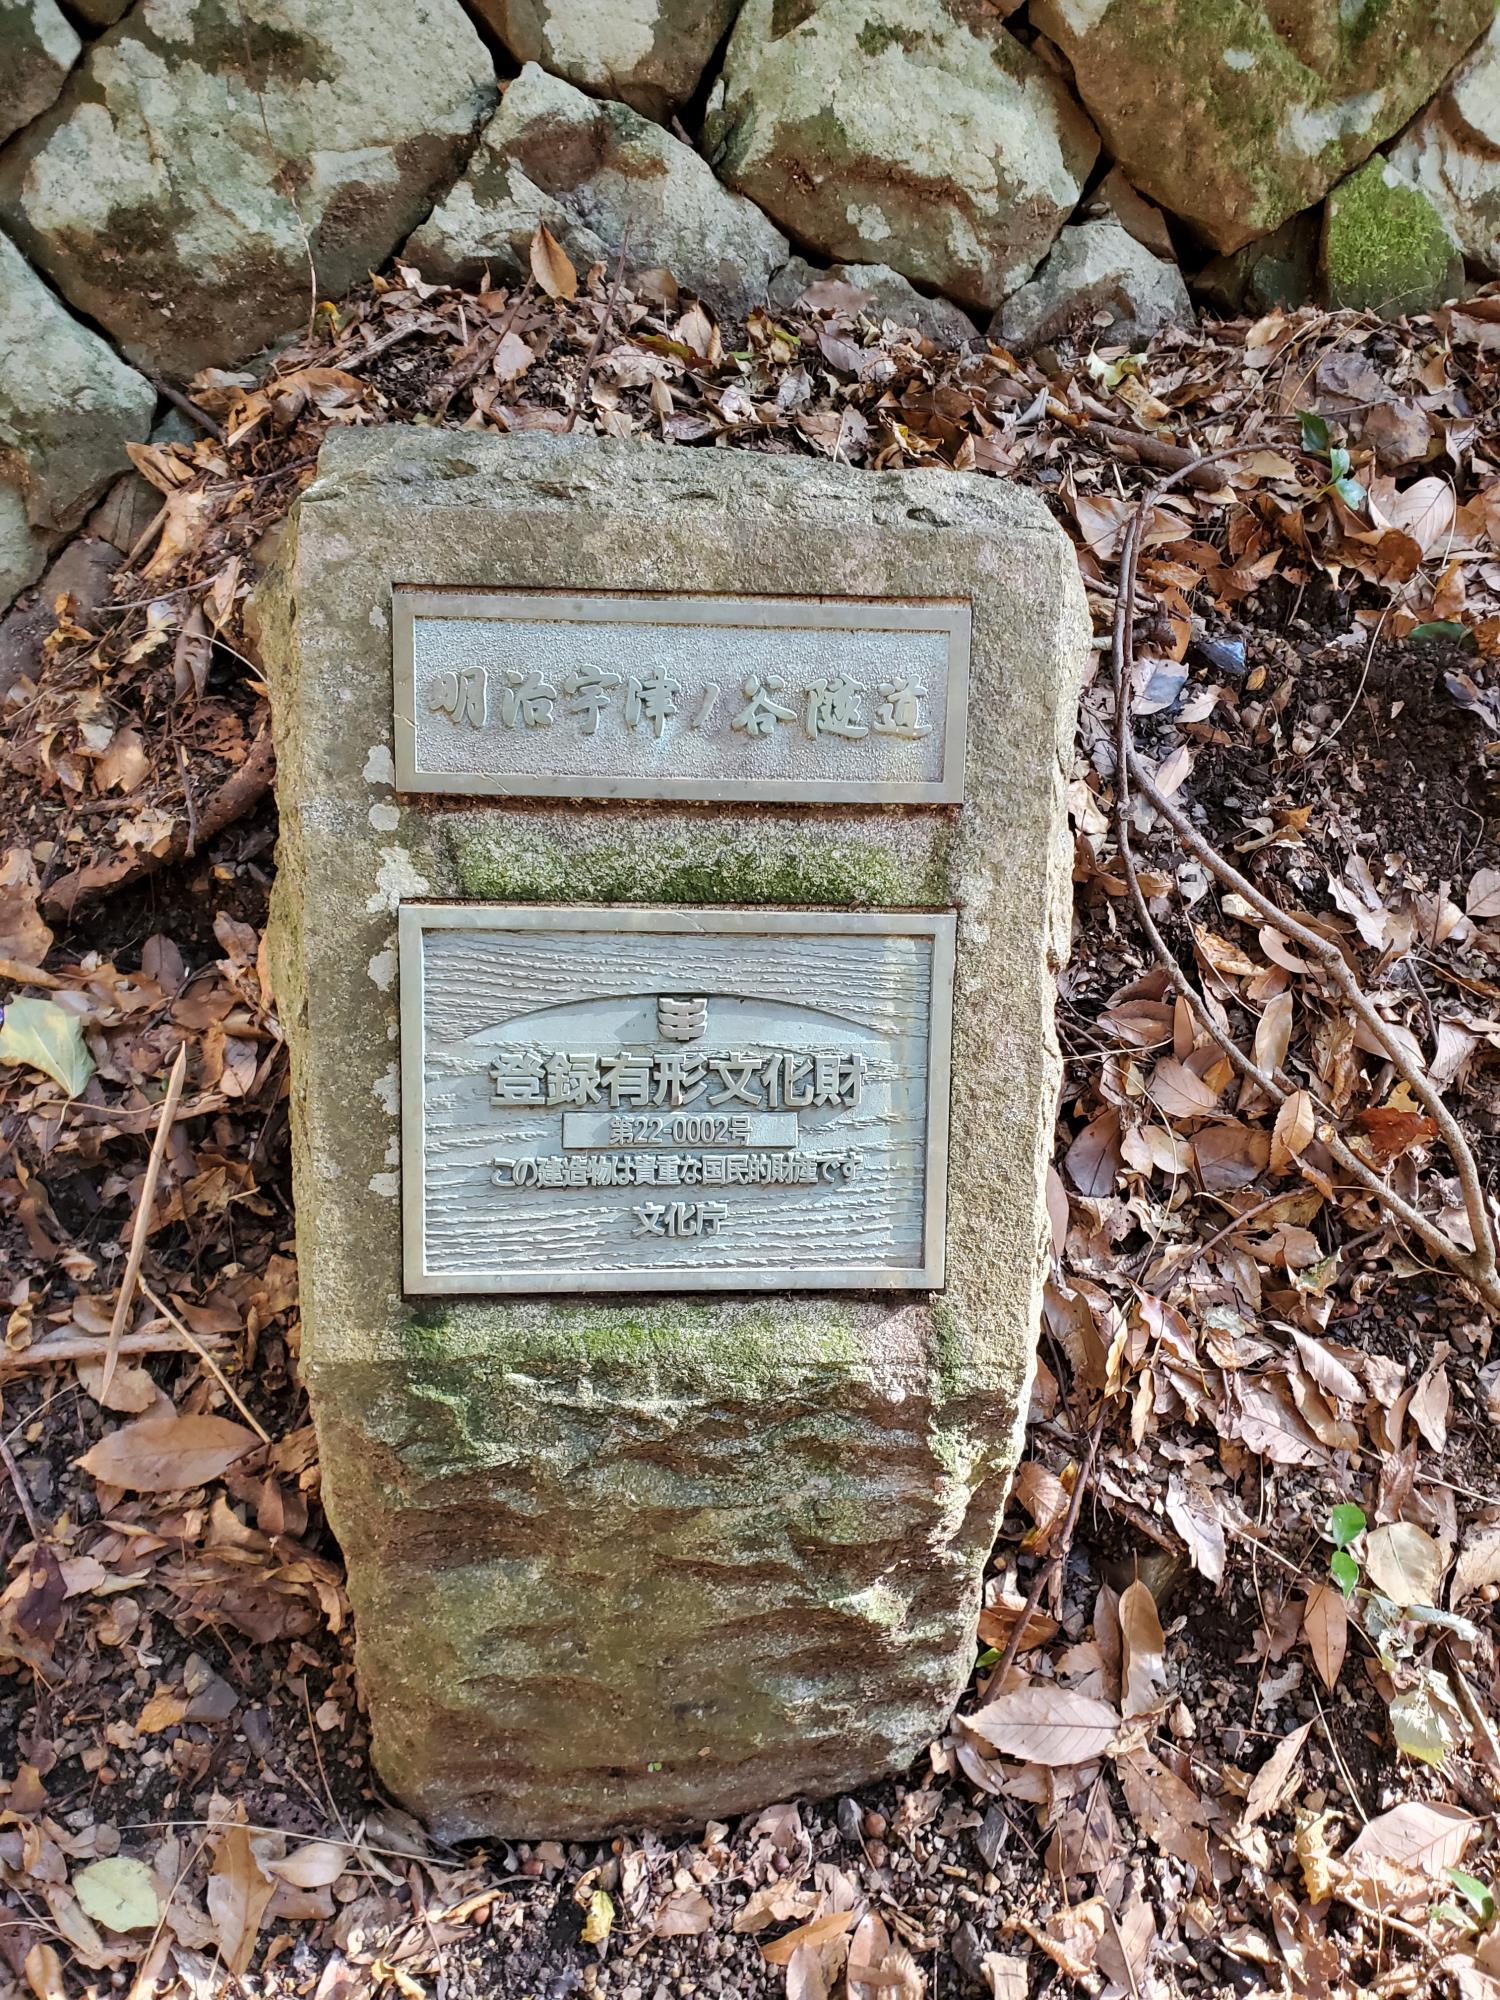 明治宇津ノ谷隧道
登録有形文化財
第22-0002号
この建造物は貴重な国民的財産です
文化庁